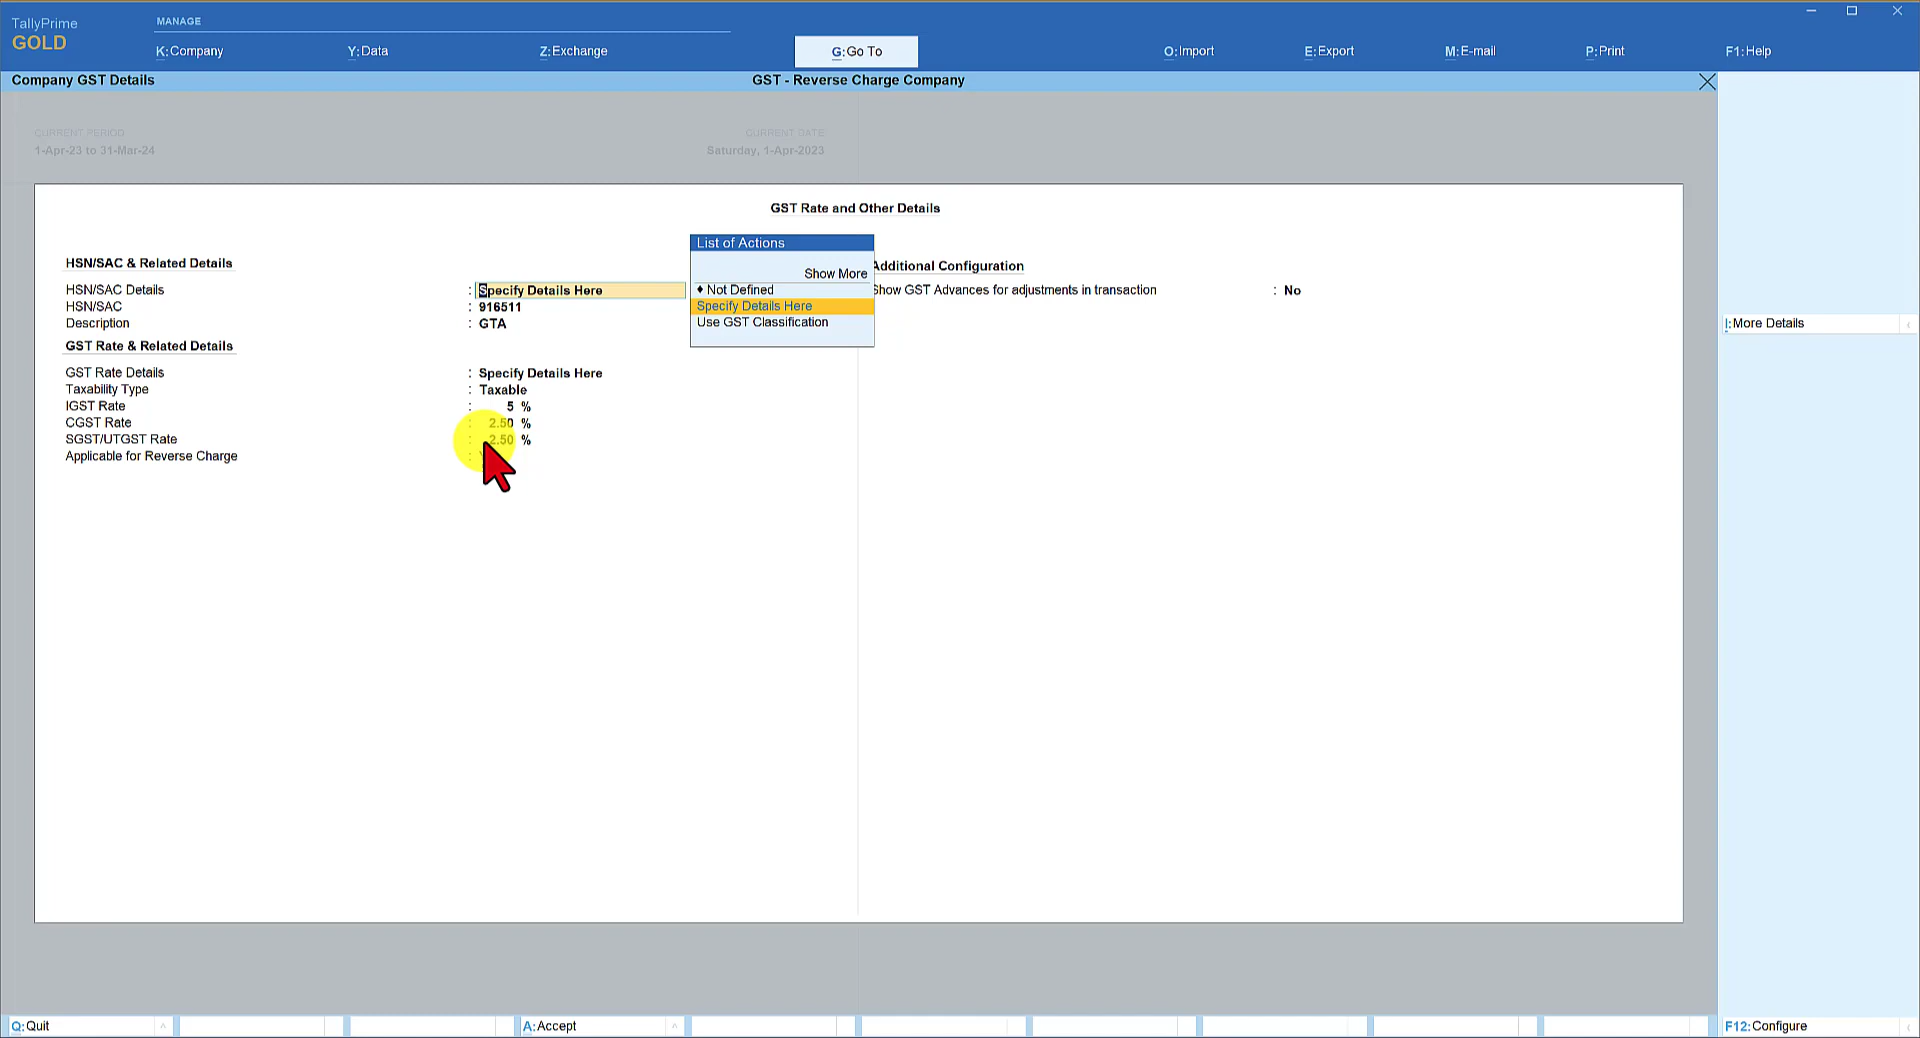 TallyPrime
GOLD
MANAGE
K:Company
Y:Data
Z:Exchange
G:Go To
O:Import
E:Export
M:E-mail
P:Print
F1:Help
Company GST Details
GST - Reverse Charge Company
CURRENT PERIOD
1-Apr-23 to 31-Mar-24
CURRENT DATE
Saturday, 1-Apr-2023
GST Rate and Other Details
HSN/SAC & Related Details
HSN/SAC Details : Specify Details Here
HSN/SAC : 916511
Description : GTA
GST Rate & Related Details
GST Rate Details : Specify Details Here
Taxability Type : Taxable
IGST Rate : 5 %
CGST Rate : 2.50 %
SGST/UTGST Rate : 2.50 %
Applicable for Reverse Charge :
List of Actions
Show More
♦ Not Defined
Specify Details Here
Use GST Classification
Additional Configuration
Show GST Advances for adjustments in transaction : No
I:More Details
Q:Quit
A:Accept
F12:Configure